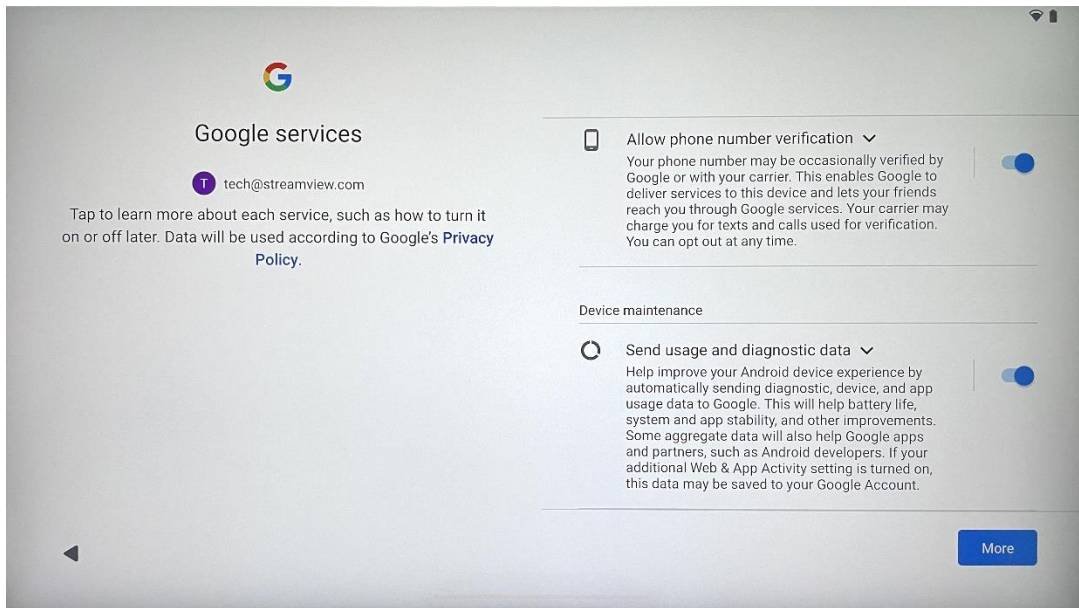 Google services
T
tech@streamview.com
Tap to learn more about each service, such as how to turn it
on or off later. Data will be used according to Google's Privacy
Policy.
Allow phone number verification
Your phone number may be occasionally verified by
Google or with your carrier. This enables Google to
deliver services to this device and lets your friends
reach you through Google services. Your carrier may
charge you for texts and calls used for verification.
You can opt out at any time.
Device maintenance
Send usage and diagnostic data
Help improve your Android device experience by
automatically sending diagnostic, device, and app
usage data to Google. This will help battery life,
system and app stability, and other improvements.
Some aggregate data will also help Google apps
and partners, such as Android developers. If your
additional Web & App Activity setting is turned on,
this data may be saved to your Google Account.
More